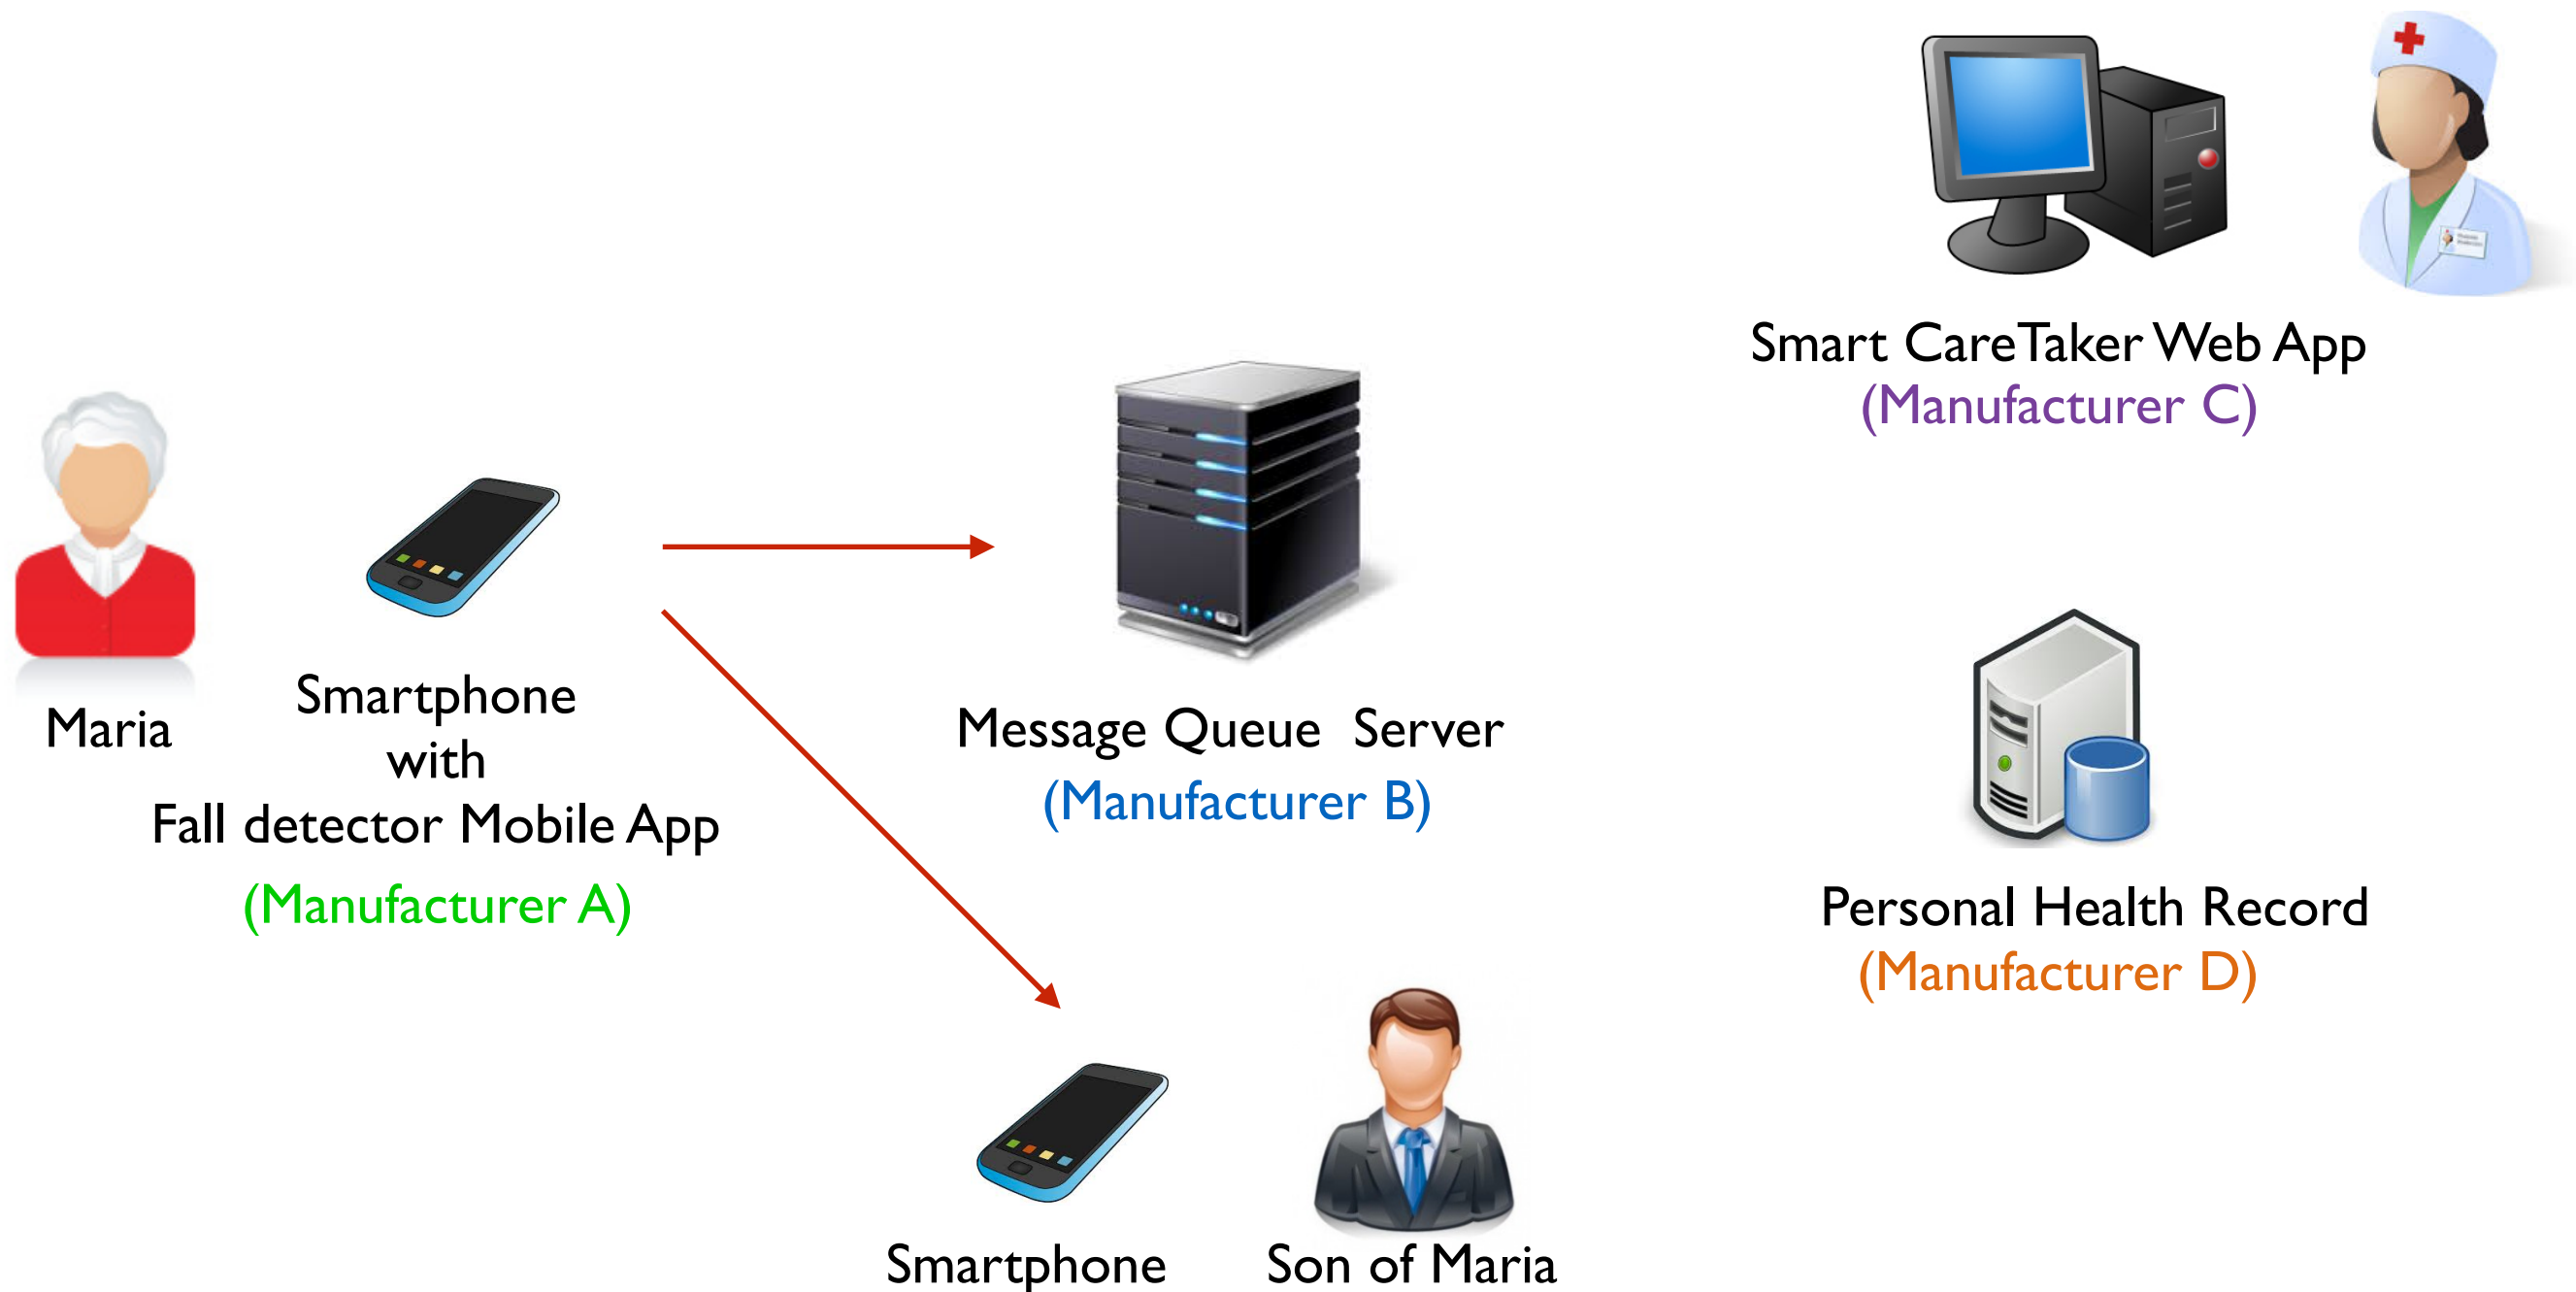 Smart CareTaker Web App
(Manufacturer C)
Maria
Smartphone
with
Fall detector Mobile App
(Manufacturer A)
Message Queue Server
(Manufacturer B)
Personal Health Record
(Manufacturer D)
Smartphone
Son of Maria